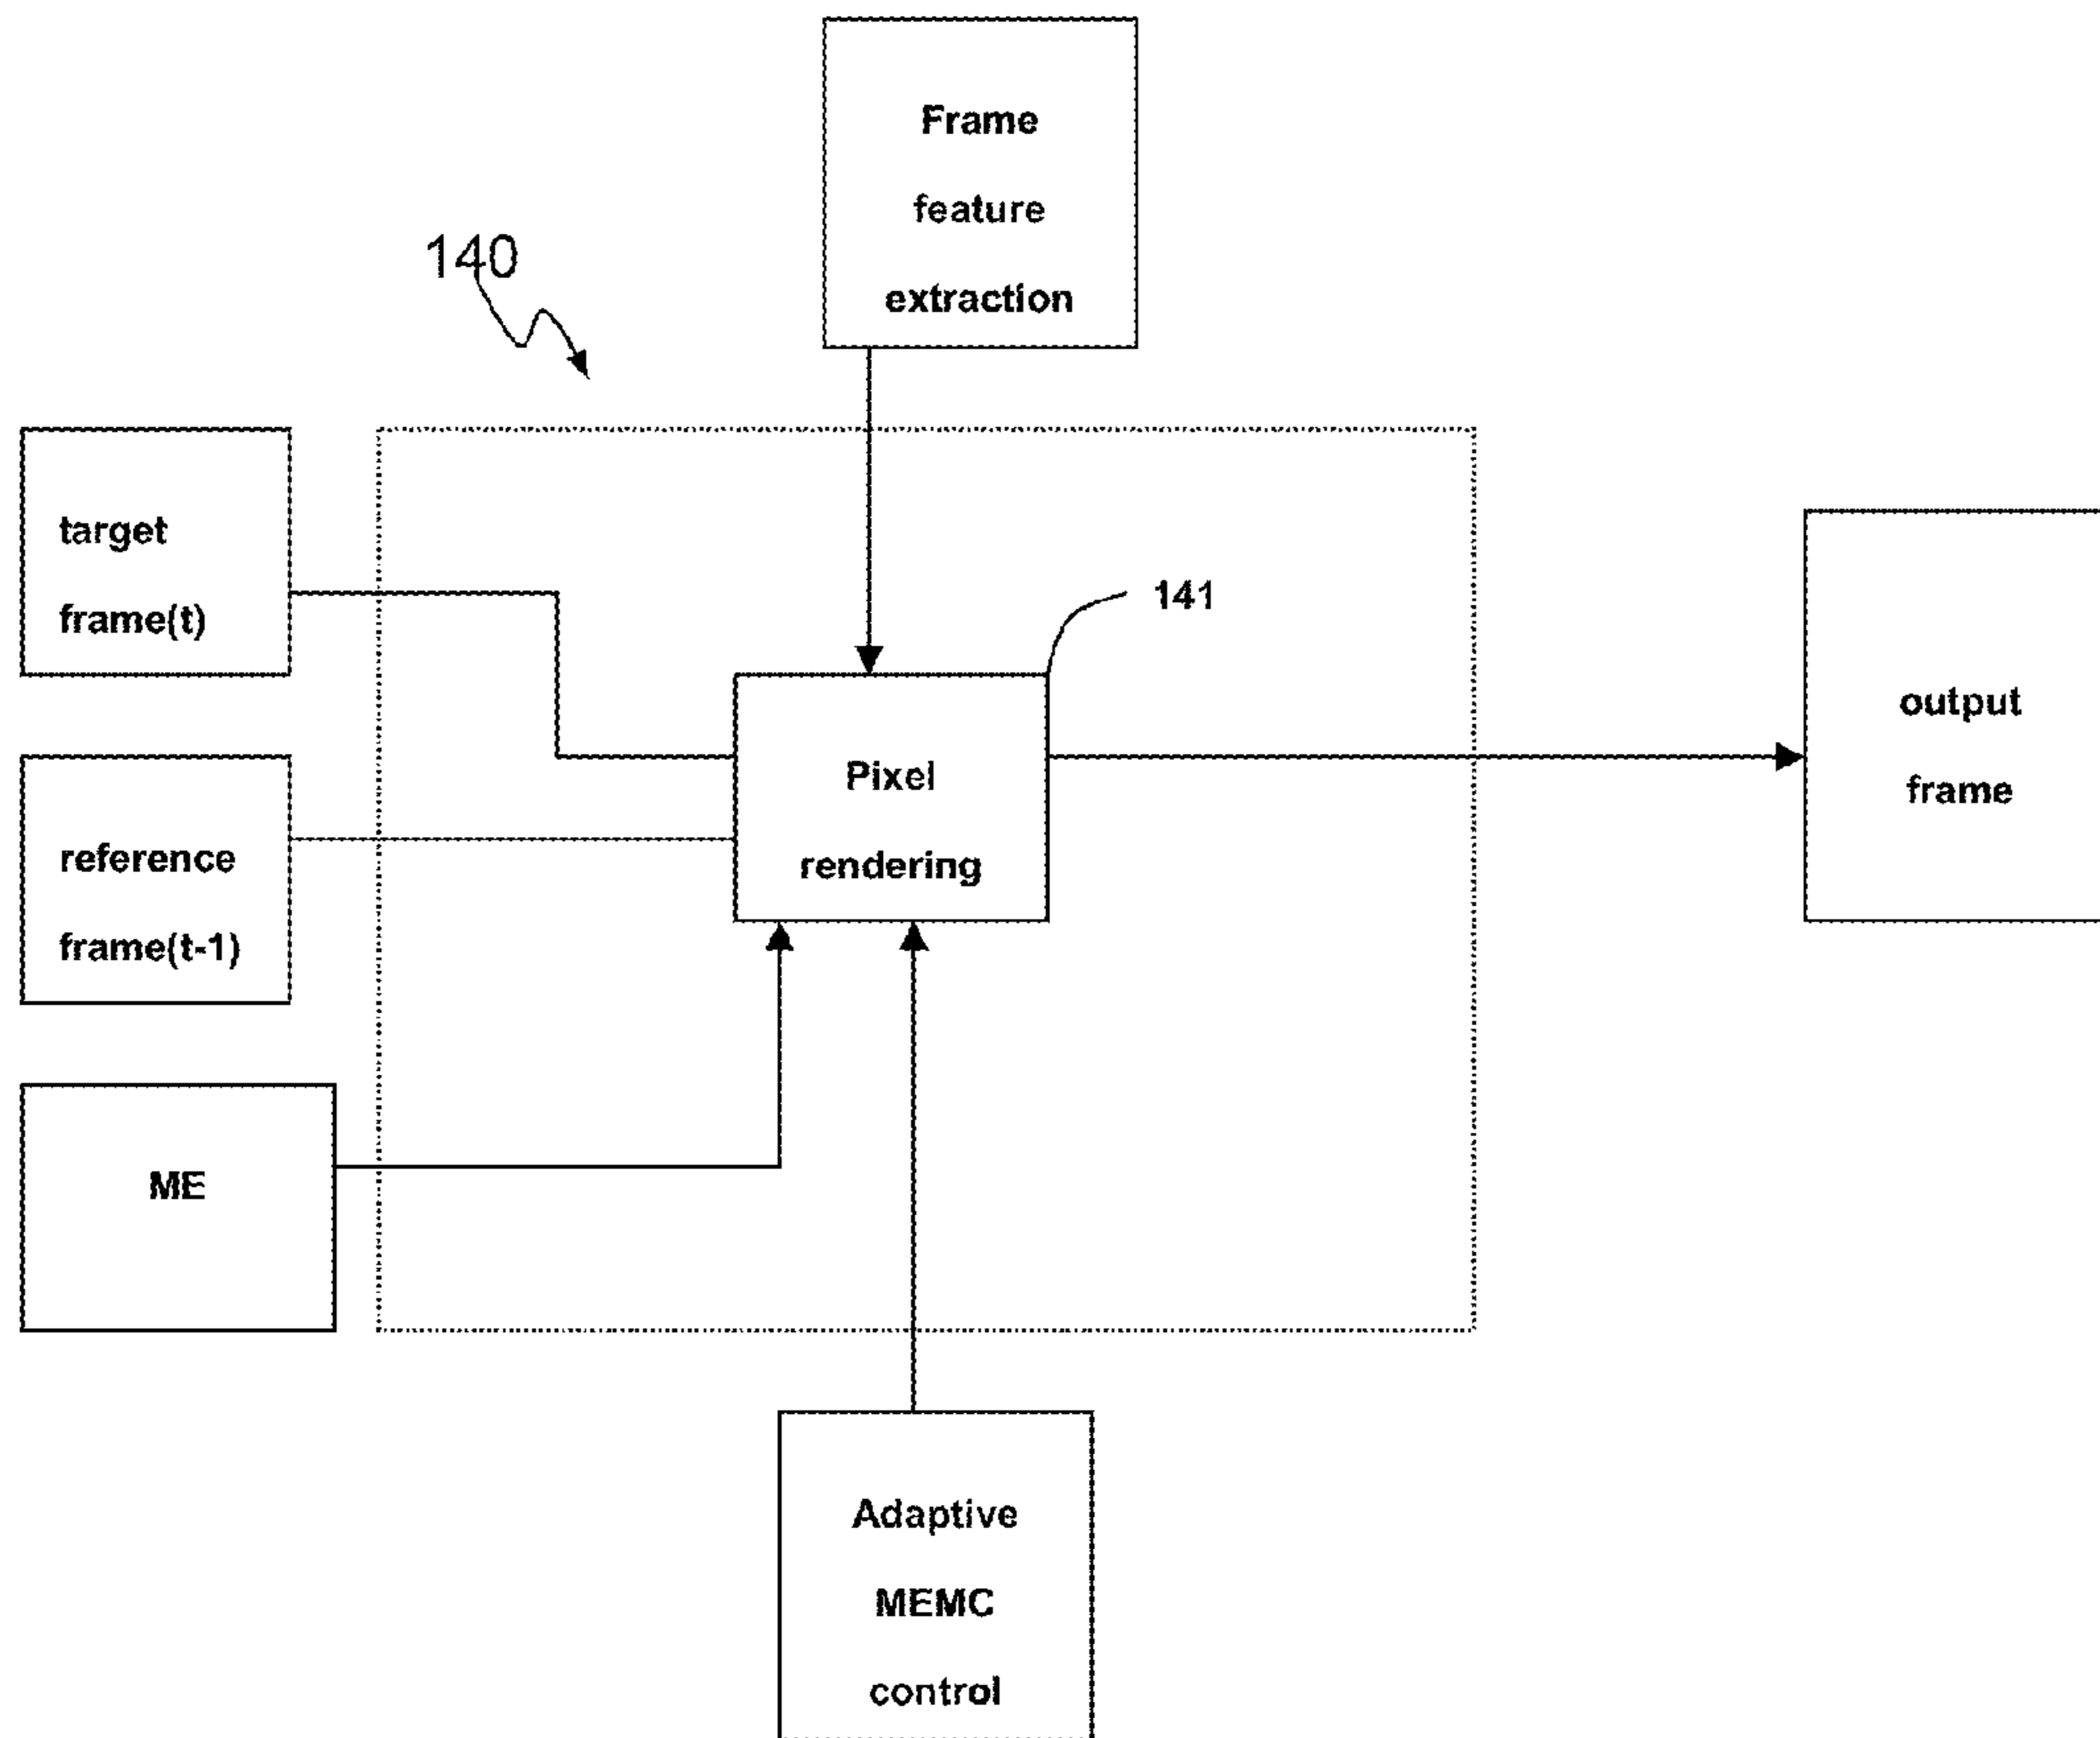 Frame
feature
extraction
140
target
frame(t)
141
output
frame
Pixel
rendering
reference
frame(t-1)
ME
Adaptive
MEMC
control